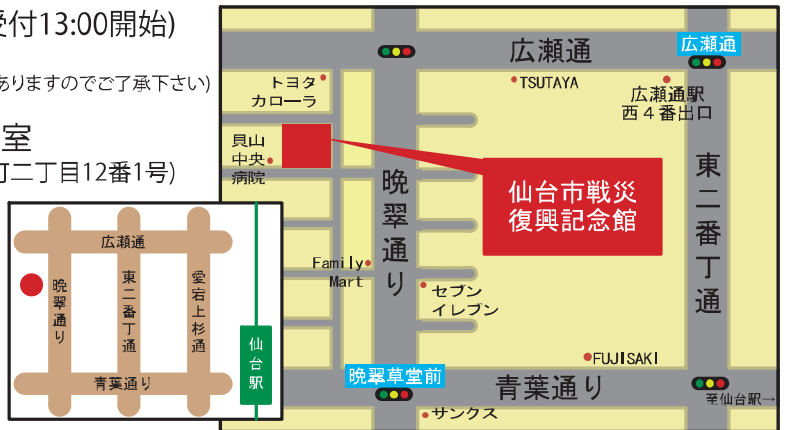 受付13:00開始)
ありますのでご了承下さい)
室
町二丁目12番1号)
広瀬通
広瀬通
トヨタ
カローラ
TSUTAYA
広瀬通駅
西4番出口
貝山
中央
病院
仙台市戦災
復興記念館
晩翠通り
東二番丁通
Family
Mart
セブン
イレブン
FUJISAKI
晩翠草堂前
青葉通り
至仙台駅→
サンクス
広瀬通
晩翠通り
東二番丁通
愛宕上杉通
仙台駅
青葉通り